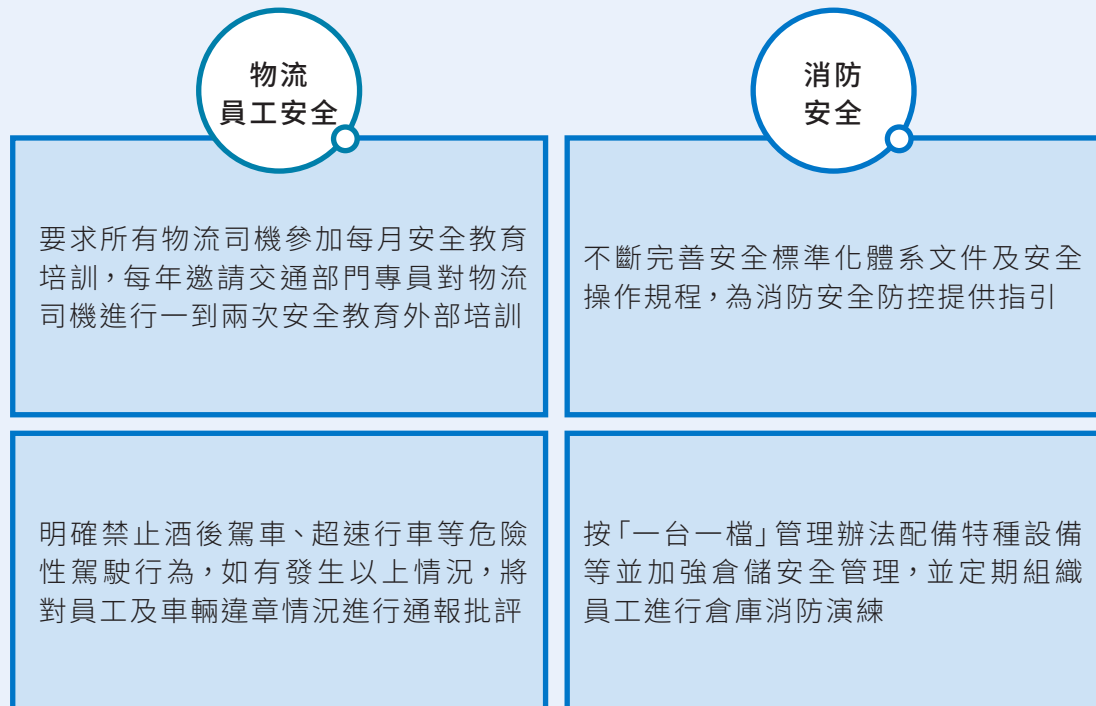 物流
員工安全
要求所有物流司機參加每月安全教育
培訓，每年邀請交通部門專員對物流
司機進行一到兩次安全教育外部培訓
明確禁止酒後駕車、超速行車等危險
性駕駛行為，如有發生以上情況，將
對員工及車輛違章情況進行通報批評
消防
安全
不斷完善安全標準化體系文件及安全
操作規程，為消防安全防控提供指引
按「一台一檔」管理辦法配備特種設備
等並加強倉儲安全管理，並定期組織
員工進行倉庫消防演練